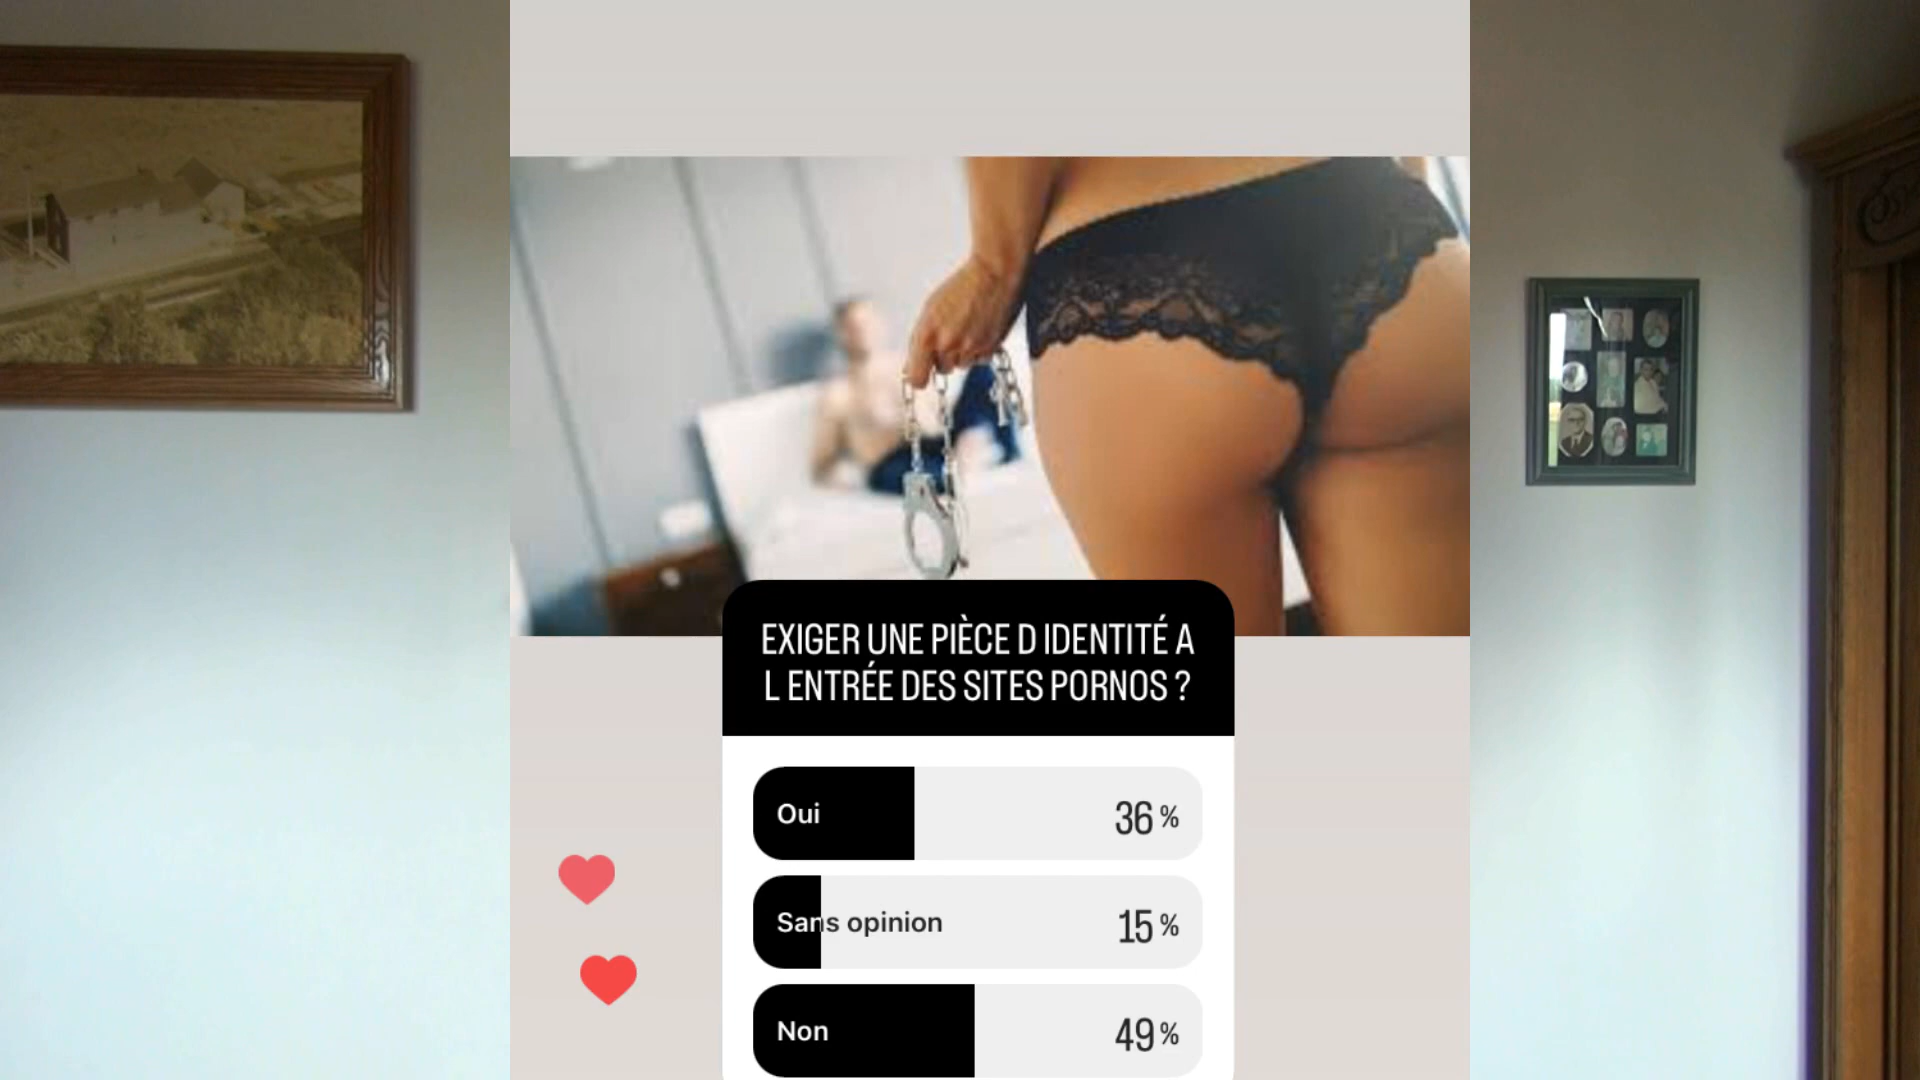 EXIGER UNE PIÈCE D IDENTITÉ A
L ENTRÉE DES SITES PORNOS ?
Oui 36 %
Sans opinion 15 %
Non 49 %